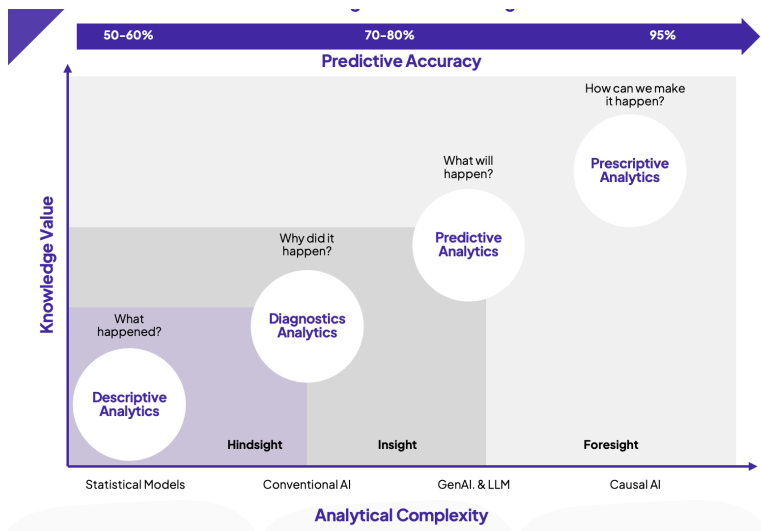 50-60% 70-80% 95%
Predictive Accuracy
How can we make
it happen?
Prescriptive
Analytics
What will
happen?
Predictive
Analytics
Why did it
happen?
Diagnostics
Analytics
What
happened?
Descriptive
Analytics
Knowledge Value
Hindsight Insight Foresight
Statistical Models Conventional AI GenAI. & LLM Causal AI
Analytical Complexity